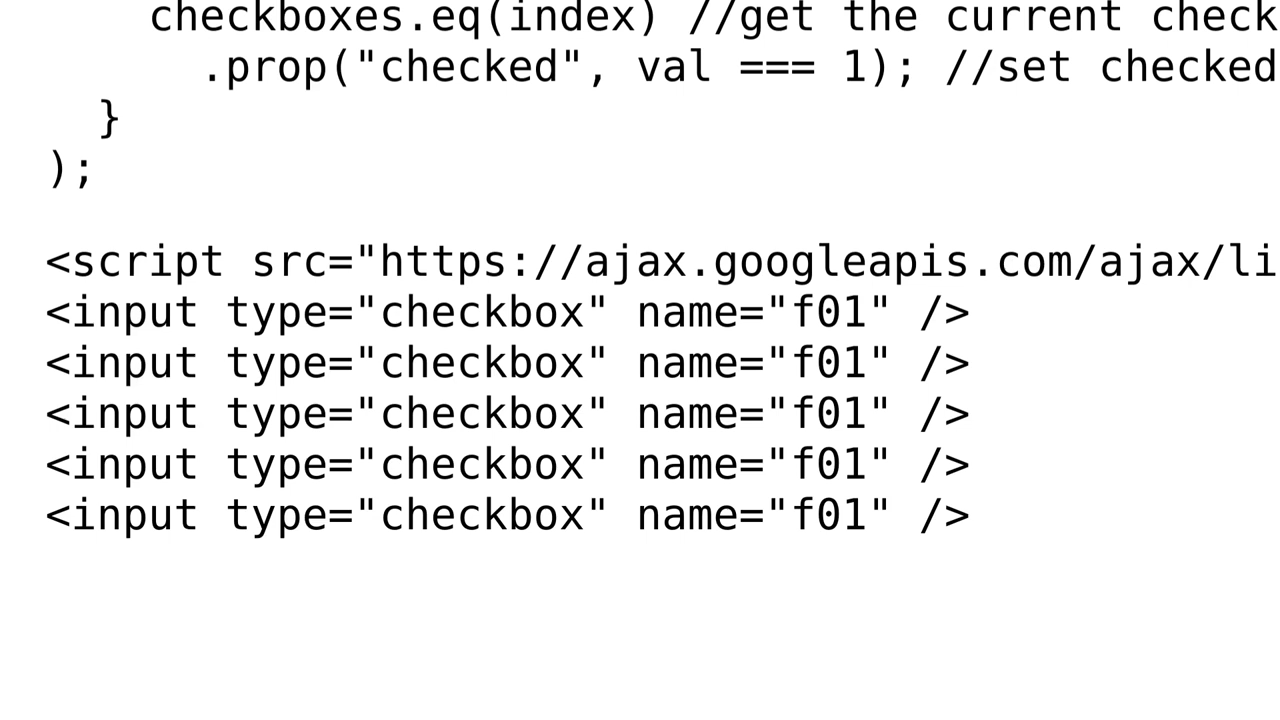 checkboxes.eq(index) //get the current check
.prop("checked", val === 1); //set checked
}
);
<script src="https://ajax.googleapis.com/ajax/li
<input type="checkbox" name="f01" />
<input type="checkbox" name="f01" />
<input type="checkbox" name="f01" />
<input type="checkbox" name="f01" />
<input type="checkbox" name="f01" />